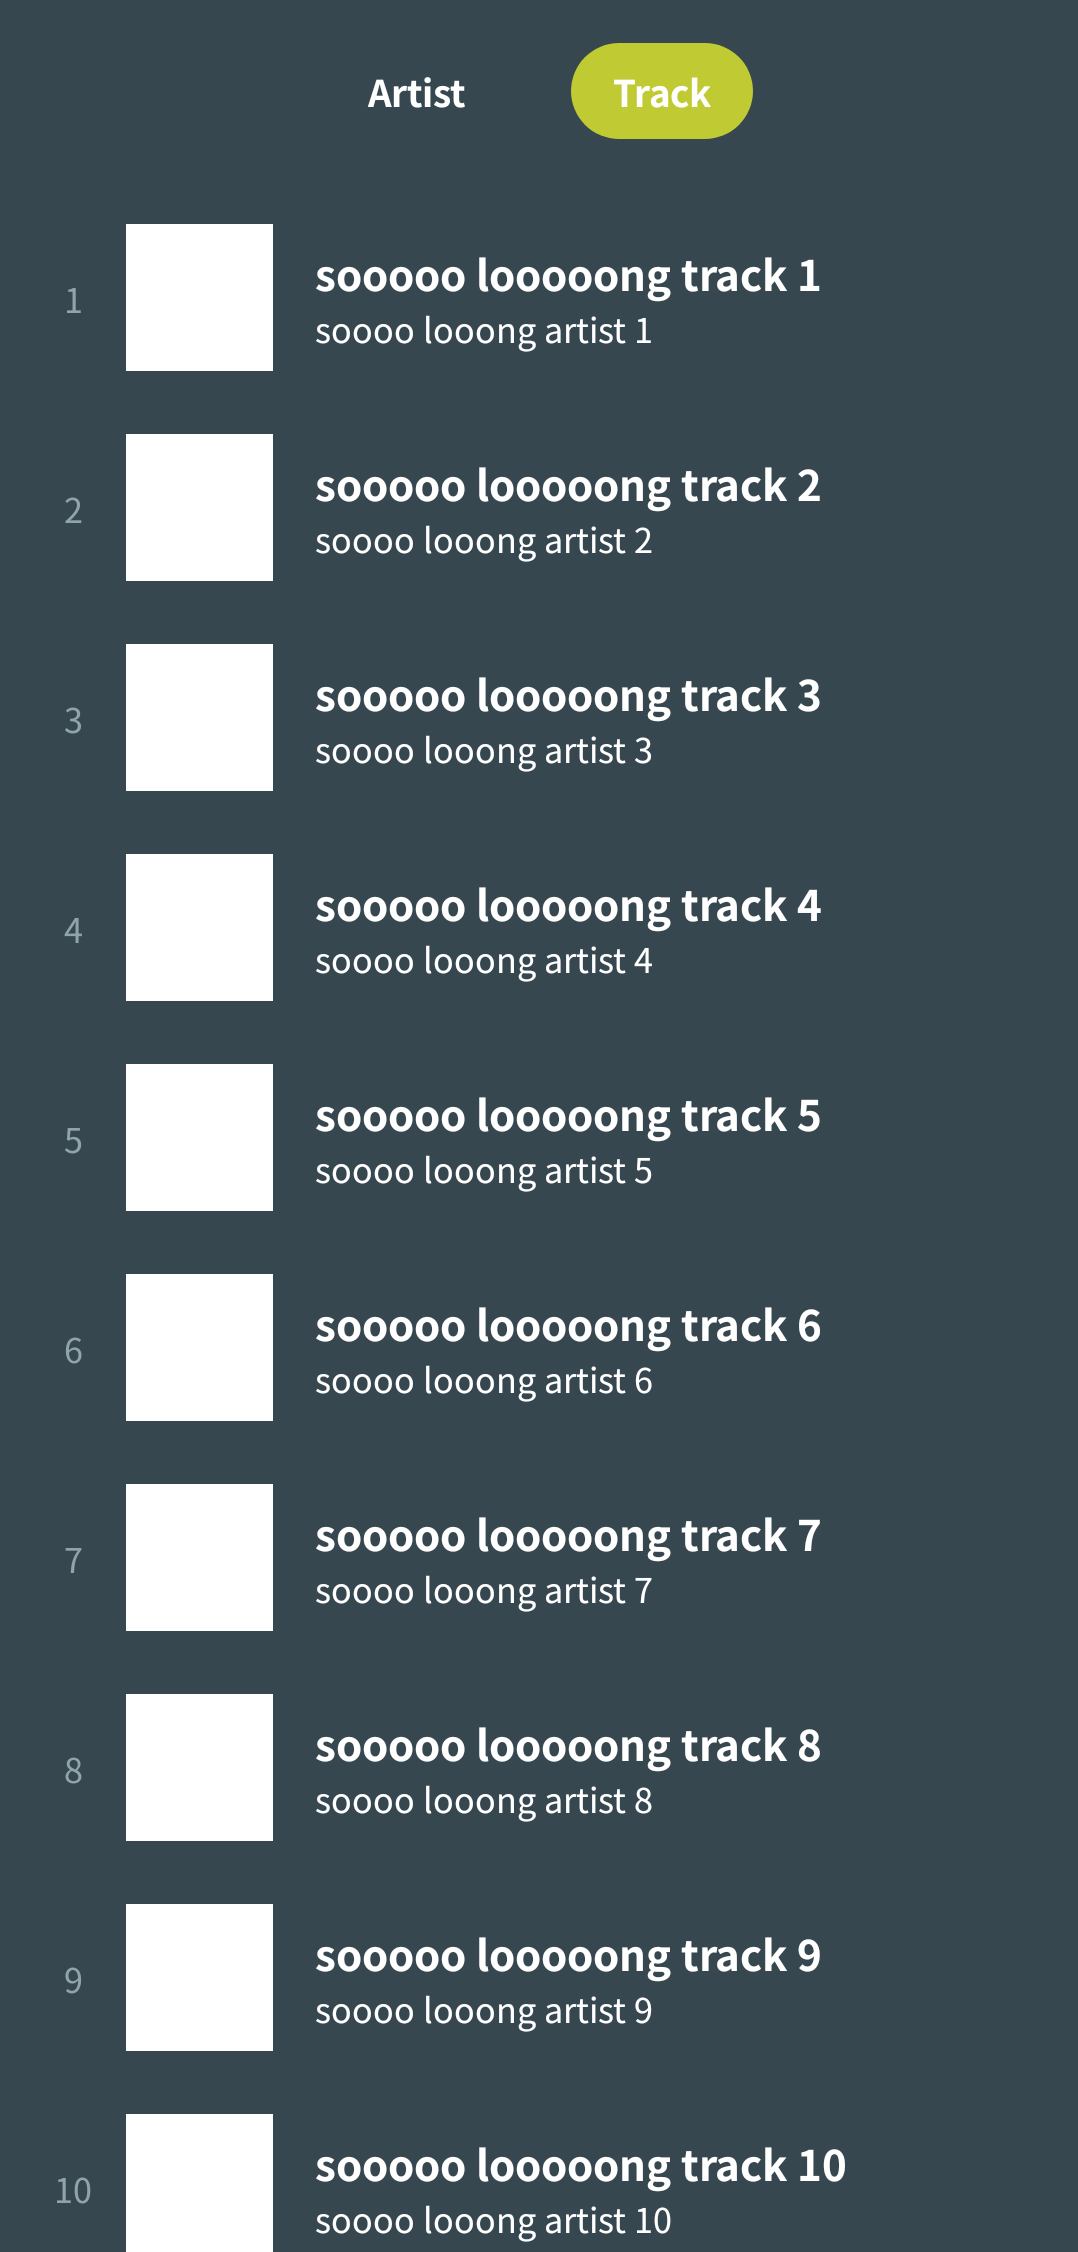 Artist Track
1
sooooo looooong track 1
soooo looong artist 1
2
sooooo looooong track 2
soooo looong artist 2
3
sooooo looooong track 3
soooo looong artist 3
4
sooooo looooong track 4
soooo looong artist 4
5
sooooo looooong track 5
soooo looong artist 5
6
sooooo looooong track 6
soooo looong artist 6
7
sooooo looooong track 7
soooo looong artist 7
8
sooooo looooong track 8
soooo looong artist 8
9
sooooo looooong track 9
soooo looong artist 9
10
sooooo looooong track 10
soooo looong artist 10